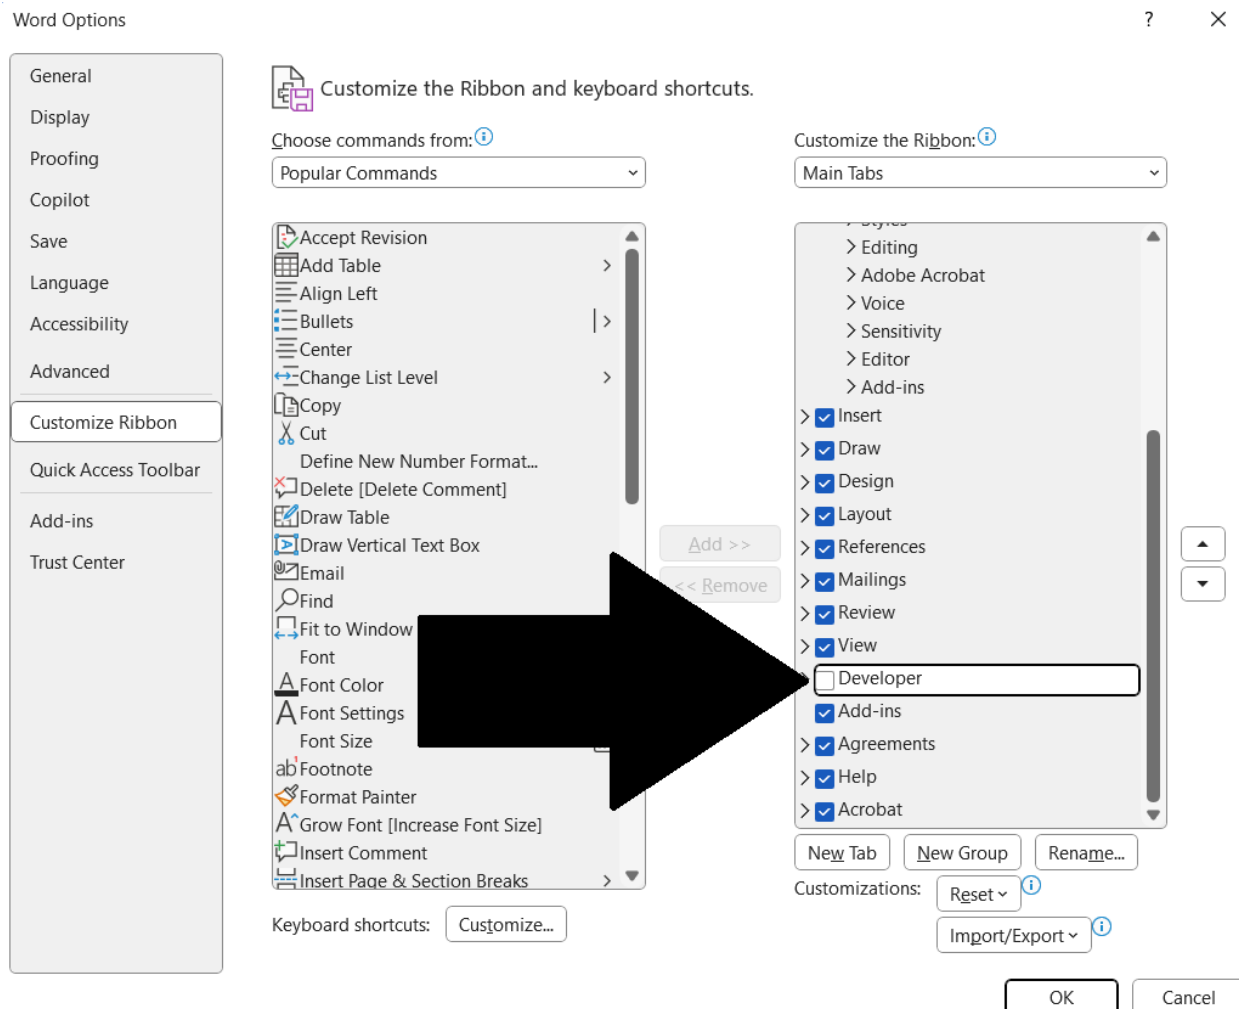 Word Options
?
General
Display
Proofing
Copilot
Save
Language
Accessibility
Advanced
Customize Ribbon
Quick Access Toolbar
Add-ins
Trust Center
Customize the Ribbon and keyboard shortcuts.
Choose commands from:
Popular Commands
Accept Revision
Add Table
Align Left
Bullets
Center
Change List Level
Copy
Cut
Define New Number Format...
Delete [Delete Comment]
Draw Table
Draw Vertical Text Box
Email
Find
Fit to Window
Font
Font Color
Font Settings
Font Size
Footnote
Format Painter
Grow Font [Increase Font Size]
Insert Comment
Insert Page & Section Breaks
Keyboard shortcuts: Customize...
Add >>
<< Remove
Customize the Ribbon:
Main Tabs
Styles
Editing
Adobe Acrobat
Voice
Sensitivity
Editor
Add-ins
Insert
Draw
Design
Layout
References
Mailings
Review
View
Developer
Add-ins
Agreements
Help
Acrobat
New Tab New Group Rename...
Customizations: Reset
Import/Export
OK Cancel